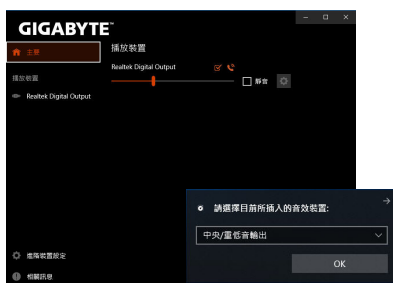 GIGABYTE™
主要
播放裝置
Realtek Digital Output
靜音
播放裝置
Realtek Digital Output
請選擇目前所插入的音效裝置:
中央/重低音輸出
OK
進階裝置設定
相關訊息